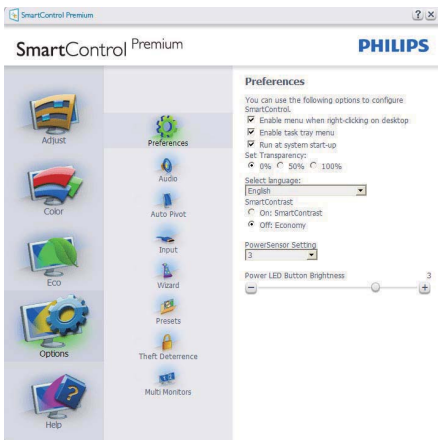 SmartControl Premium
SmartControl Premium
PHILIPS
Adjust
Color
Eco
Options
Help
Preferences
Audio
Auto Pivot
Input
Wizard
Presets
Theft Deterrence
Multi Monitors
Preferences
You can use the following options to configure
SmartControl.
Enable menu when right-clicking on desktop
Enable task tray menu
Run at system start-up
Set Transparency:
0% 50% 100%
Select language:
English
SmartContrast
On: SmartContrast
Off: Economy
PowerSensor Setting
3
Power LED Button Brightness 3